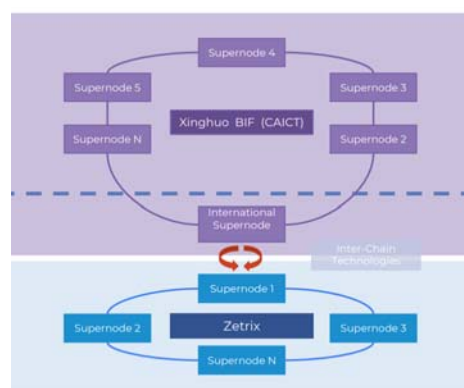 Supernode 4
Supernode 5
Supernode 3
Xinghuo BIF (CAICT)
Supernode N
Supernode 2
International
Supernode
Inter-Chain
Technologies
Supernode 1
Supernode 2
Zetrix
Supernode 3
Supernode N